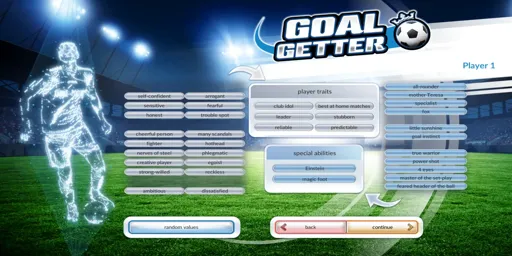 GOAL
GETTER
Player 1
self-confident arrogant
sensitive fearful
honest trouble spot
cheerful person many scandals
fighter hothead
nerves of steel phlegmatic
creative player egoist
strong-willed reckless
ambitious dissatisfied
player traits
club idol best at home matches
leader stubborn
reliable predictable
special abilities
Einstein
magic foot
all-rounder
mother Teresa
specialist
fox
little sunshine
goal instinct
true warrior
power shot
4 eyes
master of the set-play
feared header of the ball
random values
back
continue